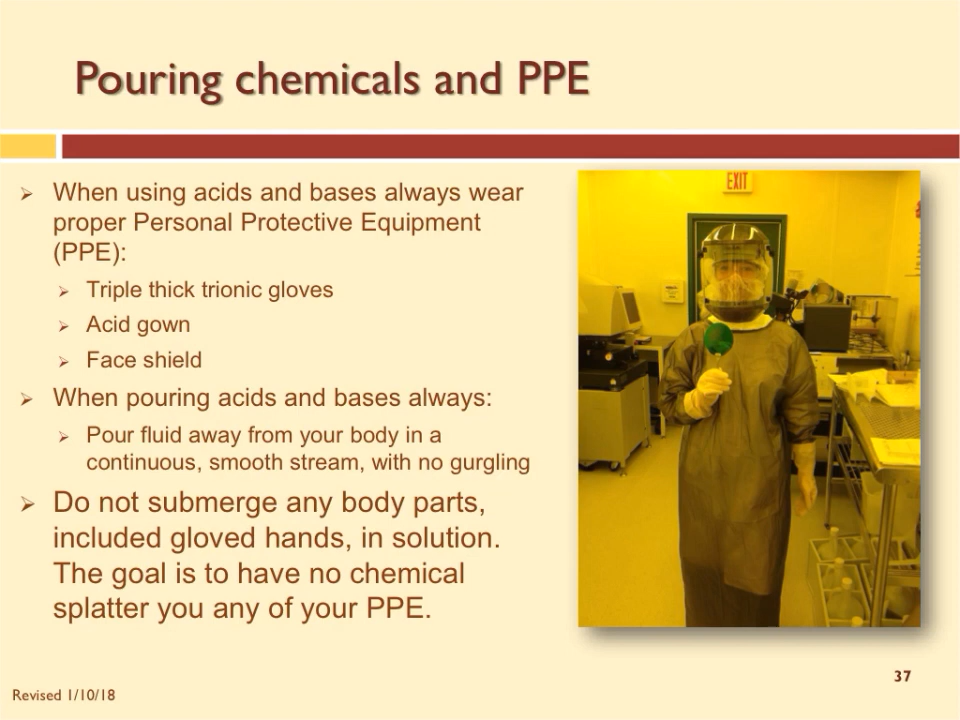 Pouring chemicals and PPE
When using acids and bases always wear
proper Personal Protective Equipment
(PPE):
Triple thick trionic gloves
Acid gown
Face shield
When pouring acids and bases always:
Pour fluid away from your body in a
continuous, smooth stream, with no gurgling
Do not submerge any body parts,
included gloved hands, in solution.
The goal is to have no chemical
splatter you any of your PPE.
EXIT
37
Revised 1/10/18